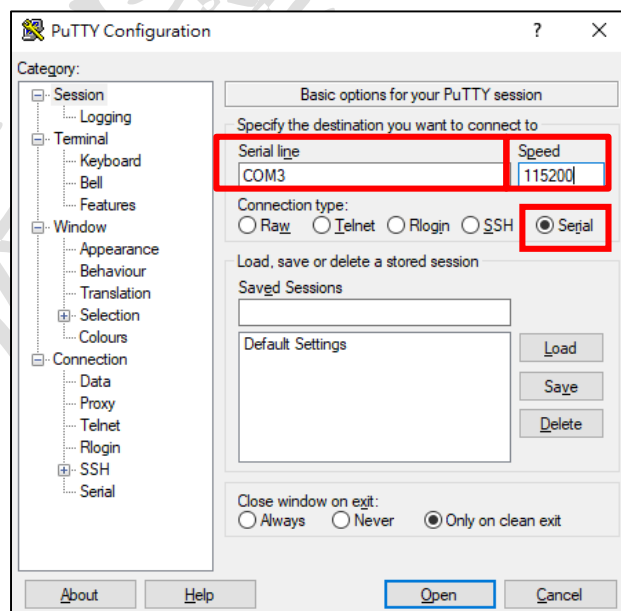 PuTTY Configuration
?
Category:
Session
Logging
Terminal
Keyboard
Bell
Features
Window
Appearance
Behaviour
Translation
Selection
Colours
Connection
Data
Proxy
Telnet
Rlogin
SSH
Serial
Basic options for your PuTTY session
Specify the destination you want to connect to
Serial line Speed
COM3 115200
Connection type:
Raw Telnet Rlogin SSH Serial
Load, save or delete a stored session
Saved Sessions
Default Settings
Load
Save
Delete
Close window on exit:
Always Never Only on clean exit
About Help Open Cancel